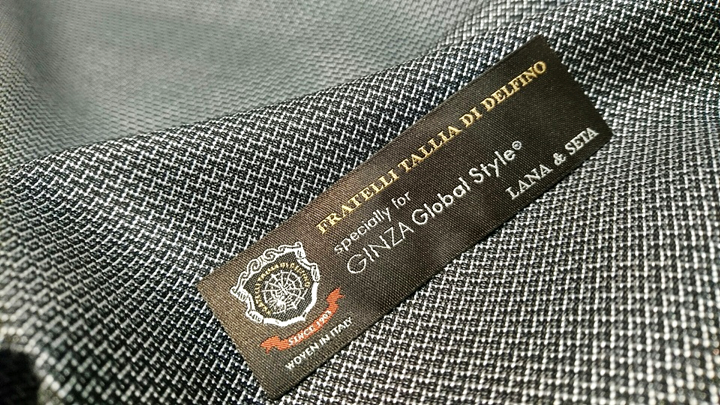 FRATELLI TALLIA DI DELFINO
specially for
GINZA Global Style®
LANA & SETA
SINCE 1903
WOVEN IN ITALY